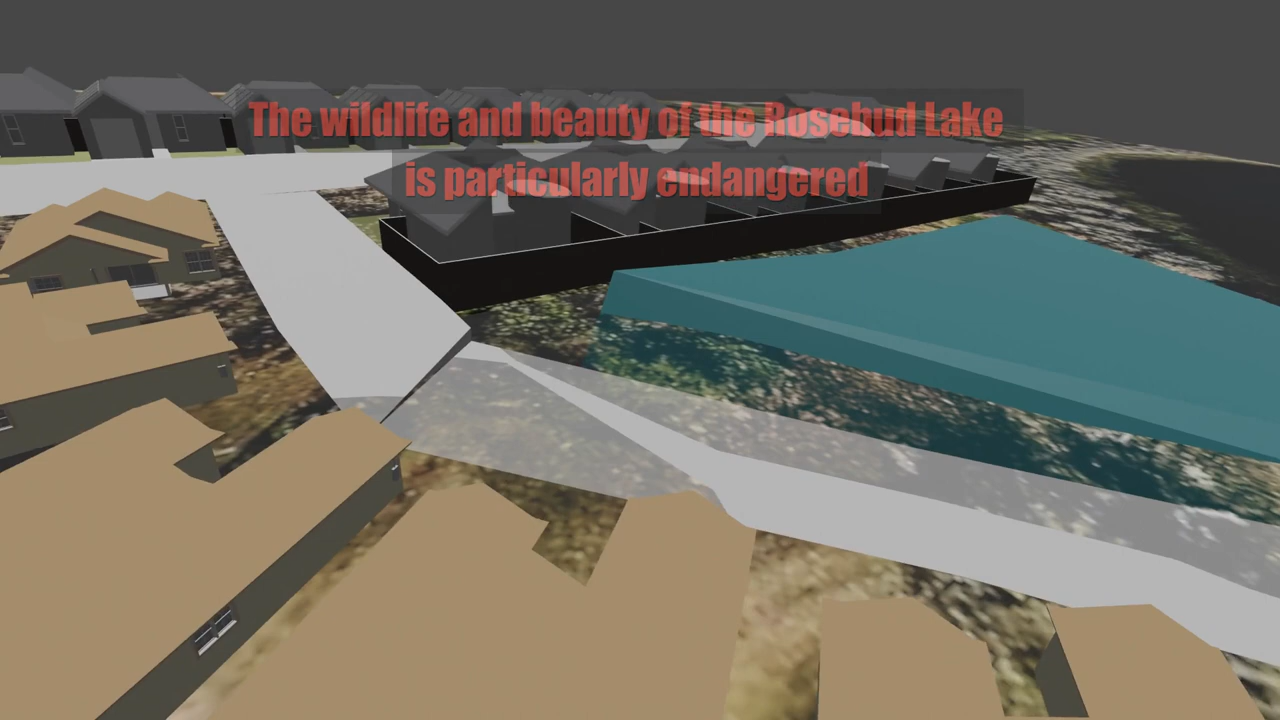 The wildlife and beauty of the Rosebud Lake
is particularly endangered